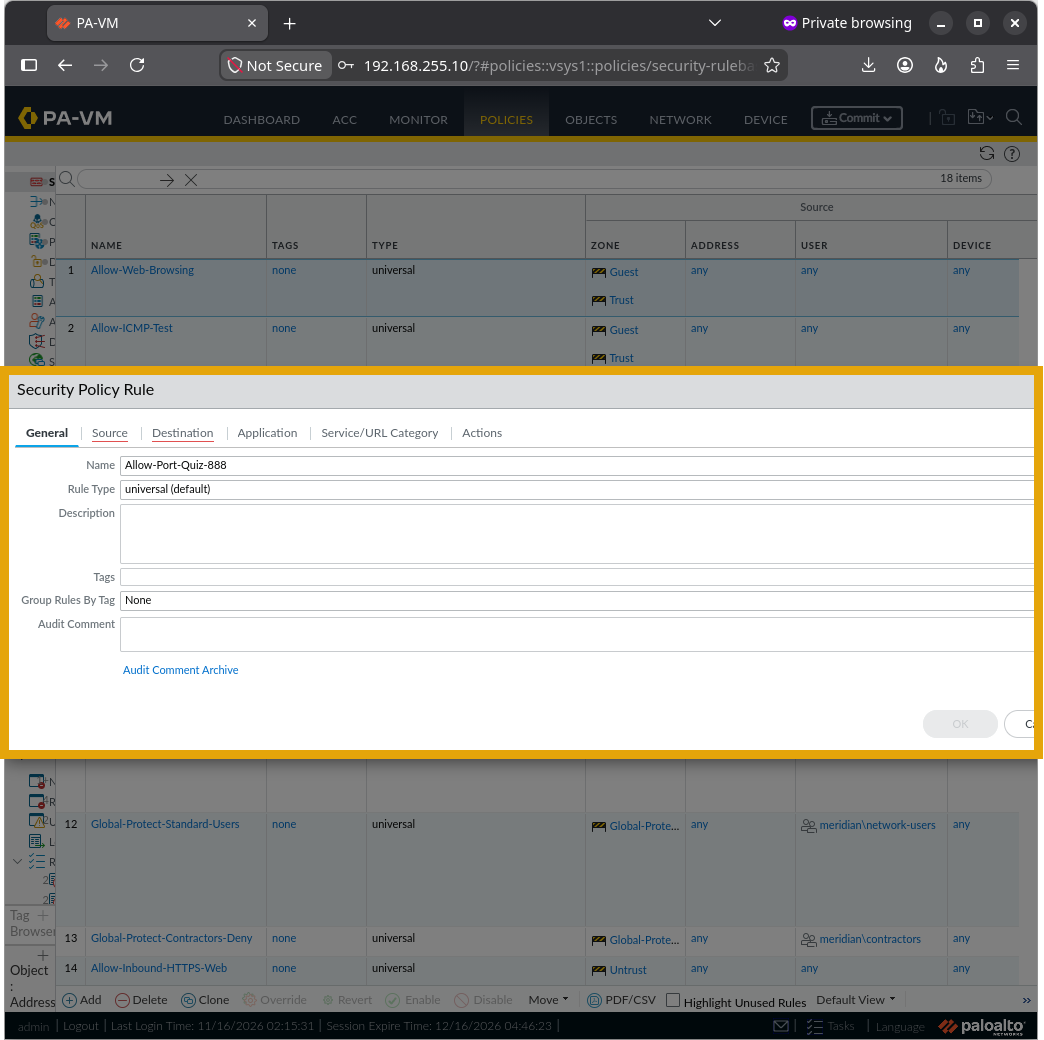 PA-VM
Private browsing
Not Secure
192.168.255.10/?#policies::vsys1::policies/security-ruleba
PA-VM
DASHBOARD
ACC
MONITOR
POLICIES
OBJECTS
NETWORK
DEVICE
Commit
18 items
S
N
Q
P
D
T
A
A
D
S
Source
NAME
TAGS
TYPE
ZONE
ADDRESS
USER
DEVICE
1 Allow-Web-Browsing none universal Guest any any any
Trust
2 Allow-ICMP-Test none universal Guest any any any
Trust
Security Policy Rule
General
Source
Destination
Application
Service/URL Category
Actions
Name Allow-Port-Quiz-888
Rule Type universal (default)
Description
Tags
Group Rules By Tag None
Audit Comment
Audit Comment Archive
OK
Ca
N
R
U
L
R
2
2
12 Global-Protect-Standard-Users none universal Global-Prote... any meridian\network-users any
13 Global-Protect-Contractors-Deny none universal Global-Prote... any meridian\contractors any
14 Allow-Inbound-HTTPS-Web none universal Untrust any any any
Tag +
Browser
+
Object
:
Address
Add
Delete
Clone
Override
Revert
Enable
Disable
Move
PDF/CSV
Highlight Unused Rules
Default View
»
admin | Logout | Last Login Time: 11/16/2026 02:15:31 | Session Expire Time: 12/16/2026 04:46:23 |
Tasks | Language
paloalto
NETWORKS